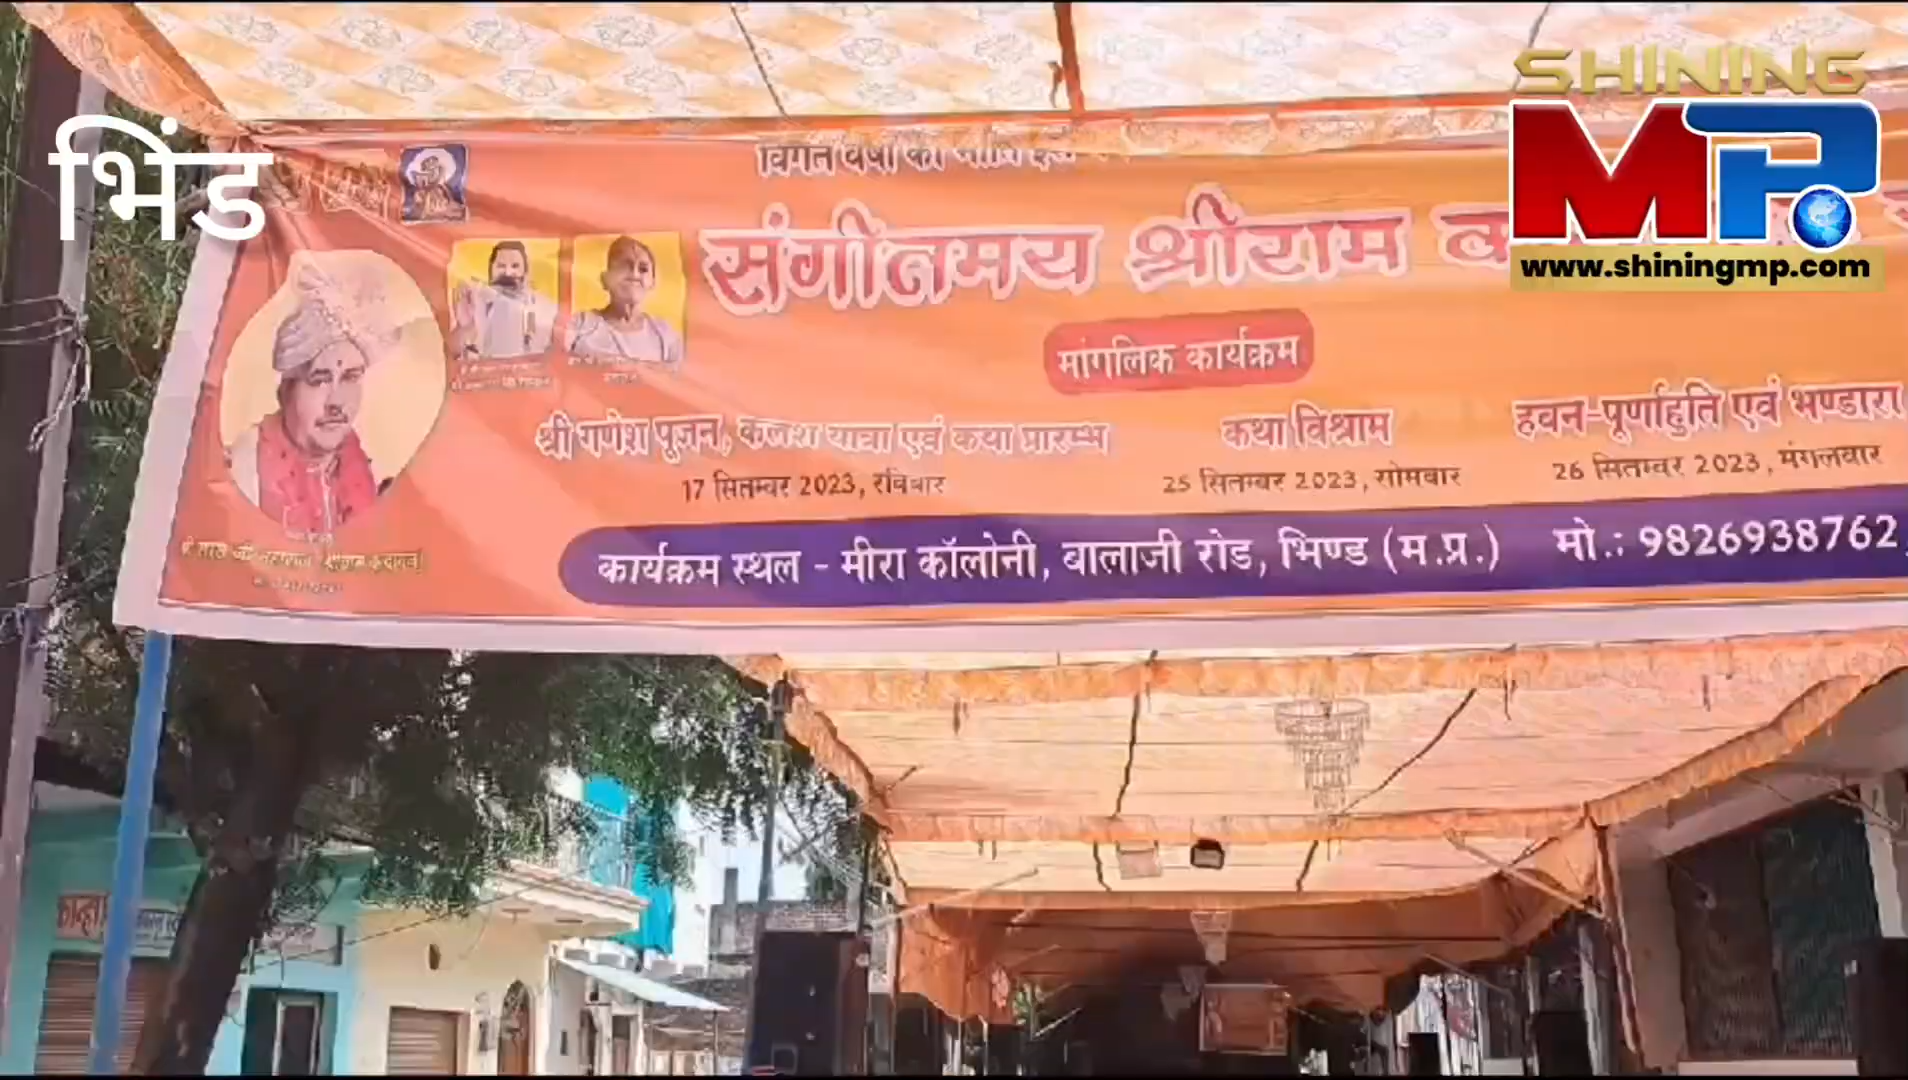 SHINING
MP
www.shiningmp.com
भिंड
विगत वर्षों की भांति
संगीतमय श्रीराम
मांगलिक कार्यक्रम
श्री गणेश पूजन, कलश यात्रा एवं कथा प्रारम्भ
17 सितम्बर 2023, रविवार
कथा विश्राम
25 सितम्बर 2023, सोमवार
हवन-पूर्णाहुति एवं भण्डारा
26 सितम्बर 2023, मंगलवार
कार्यक्रम स्थल - मीरा कॉलोनी, बालाजी रोड, भिण्ड (म.प्र.) मो.: 9826938762,
कान्हा